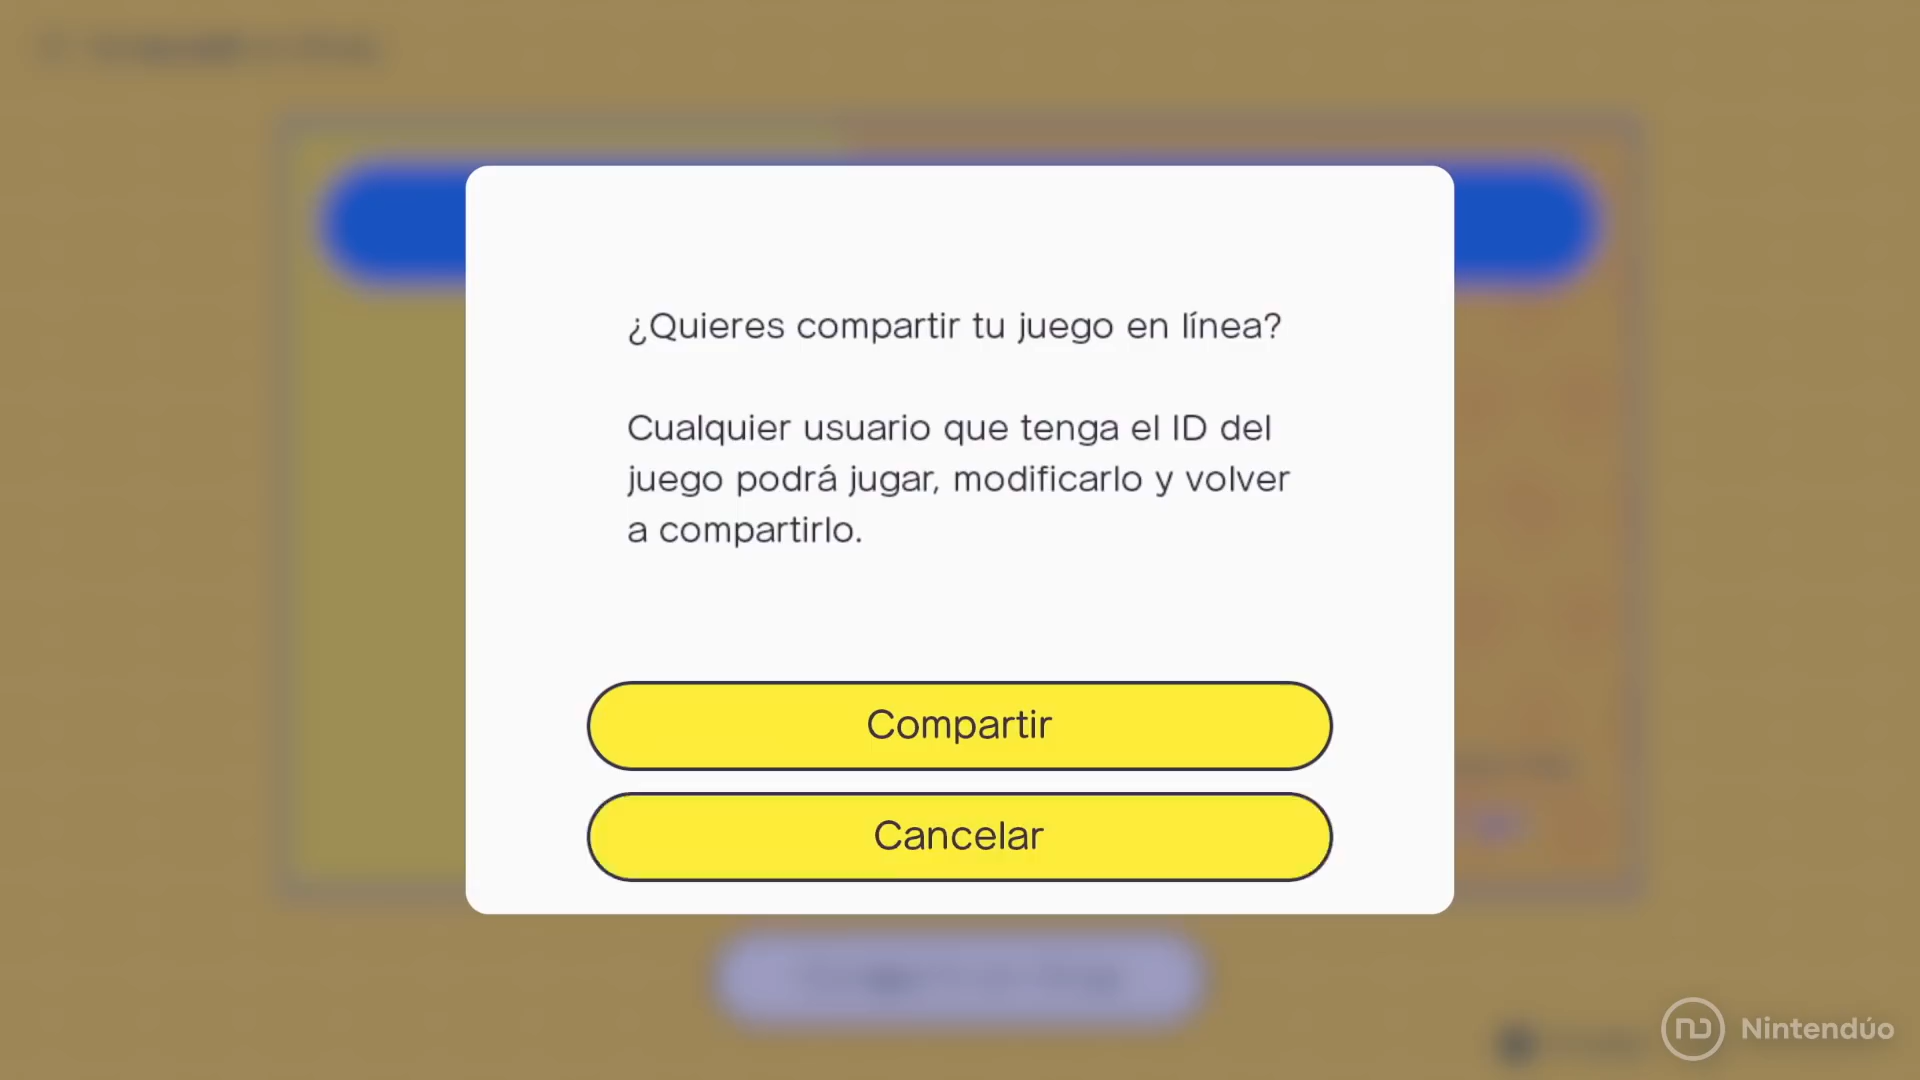 ¿Quieres compartir tu juego en línea?
Cualquier usuario que tenga el ID del
juego podrá jugar, modificarlo y volver
a compartirlo.
Compartir
Cancelar
Nintendúo